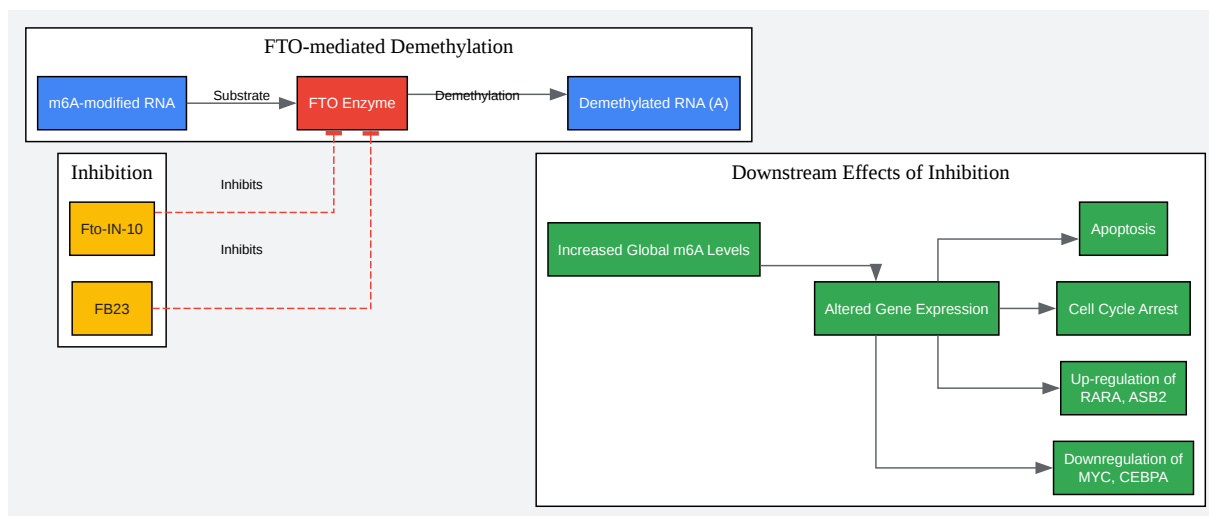 FTO-mediated Demethylation
m6A-modified RNA
Substrate
FTO Enzyme
Demethylation
Demethylated RNA (A)
Inhibition
Fto-IN-10
Inhibits
FB23
Inhibits
Downstream Effects of Inhibition
Increased Global m6A Levels
Altered Gene Expression
Apoptosis
Cell Cycle Arrest
Up-regulation of
RARA, ASB2
Downregulation of
MYC, CEBPA